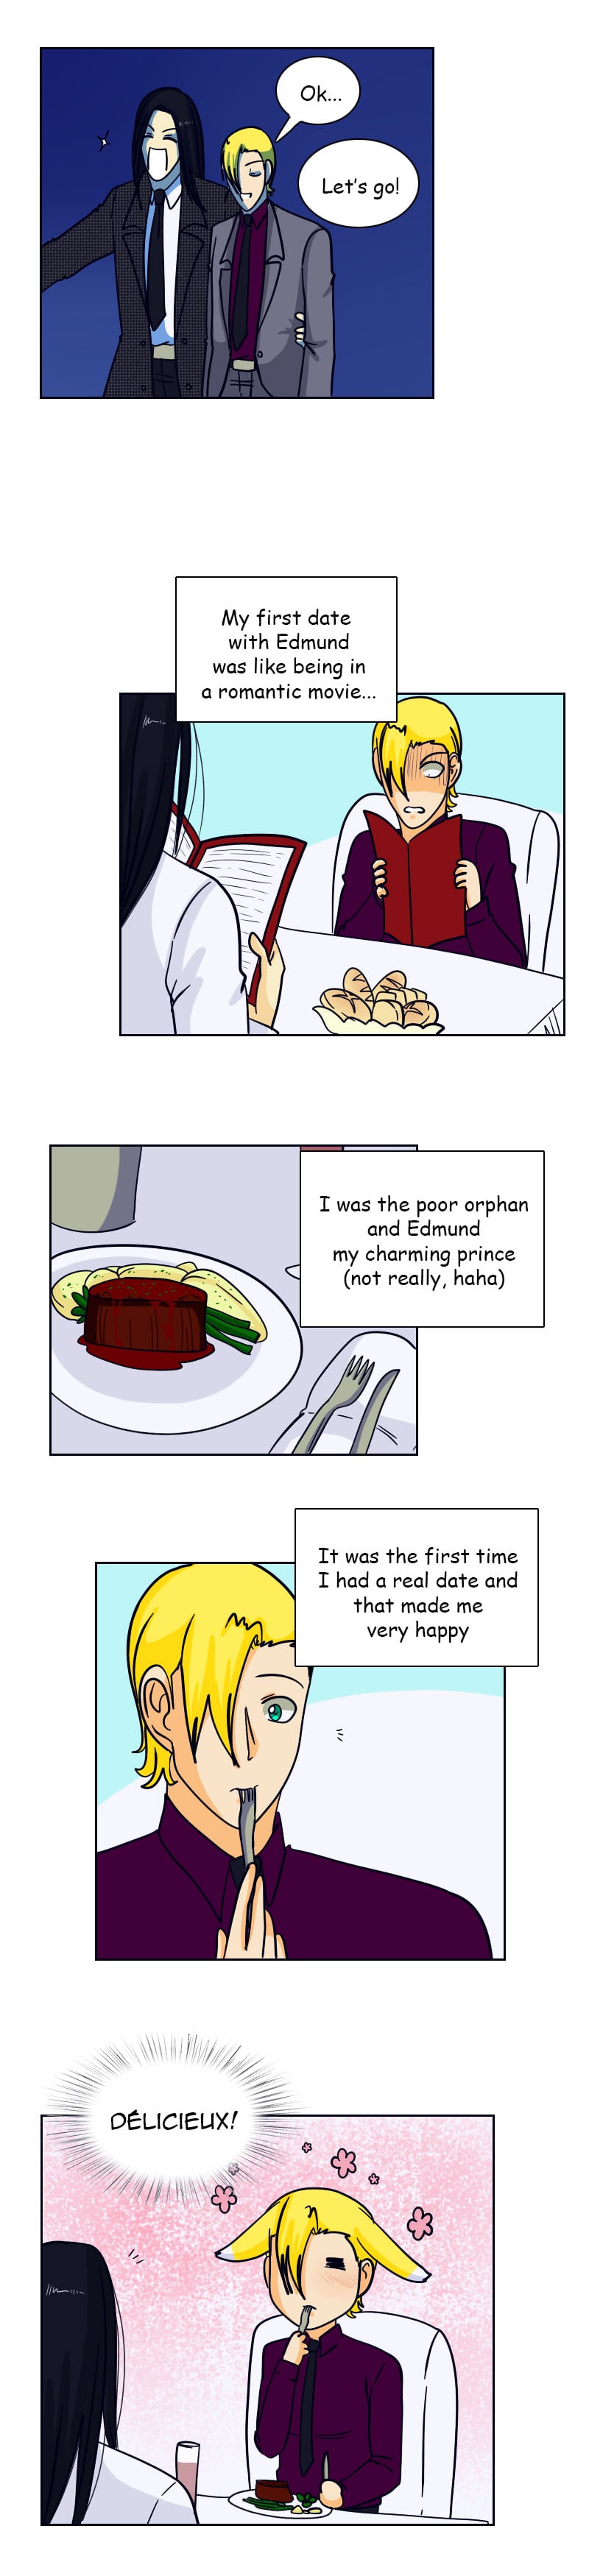 Ok...
Let's go!
My first date
with Edmund
was like being in
a romantic movie...
I was the poor orphan
and Edmund
my charming prince
(not really, haha)
It was the first time
I had a real date and
that made me
very happy
DÉLICIEUX!